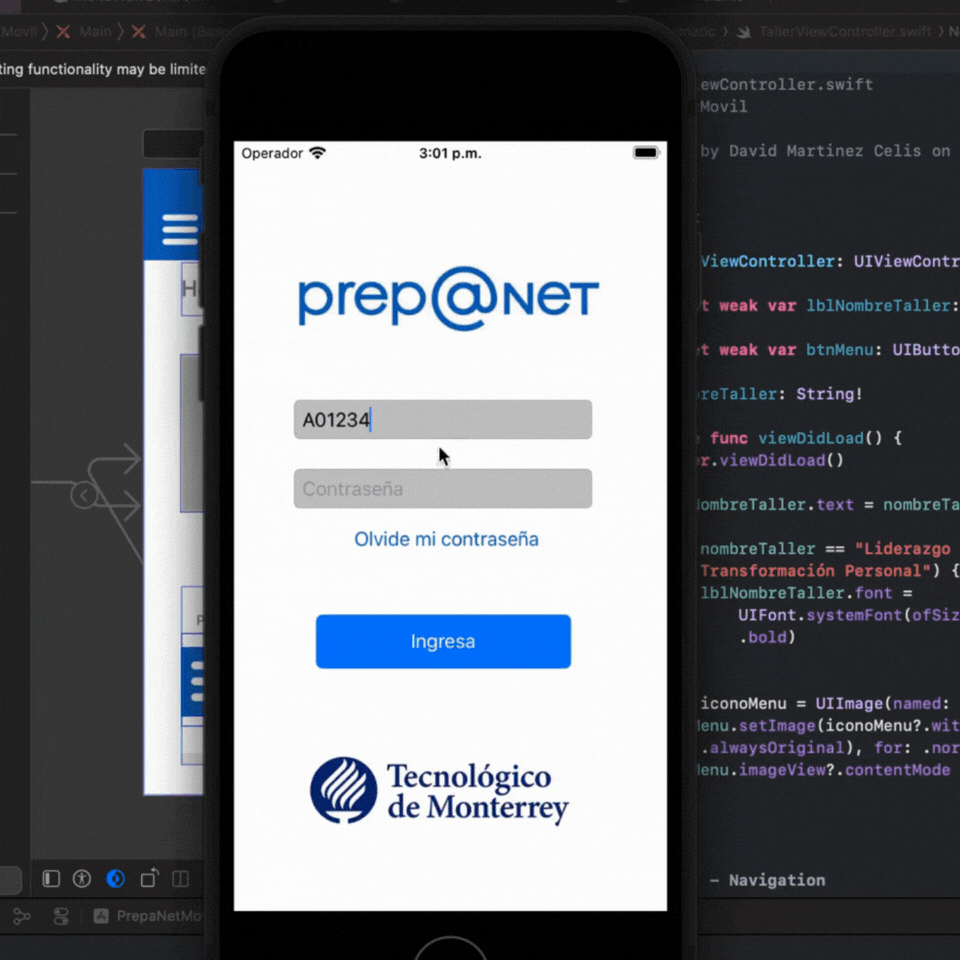 Movil
Main
Main (Bas
TallerViewController.swift
ting functionality may be limite
Operador
3:01 p.m.
prep@NET
A01234
Contraseña
Olvide mi contraseña
Ingresa
Tecnológico
de Monterrey
ewController.swift
Movil
by David Martinez Celis on
ViewController: UIViewContr
t weak var lblNombreTaller:
t weak var btnMenu: UIButto
reTaller: String!
func viewDidLoad() {
r.viewDidLoad()
ombreTaller.text = nombreTa
nombreTaller == "Liderazgo
Transformación Personal") {
lblNombreTaller.font =
UIFont.systemFont(ofSiz
.bold)
iconoMenu = UIImage(named:
Menu.setImage(iconoMenu?.wit
.alwaysOriginal), for: .nor
Menu.imageView?.contentMode
– Navigation
PrepaNetMo